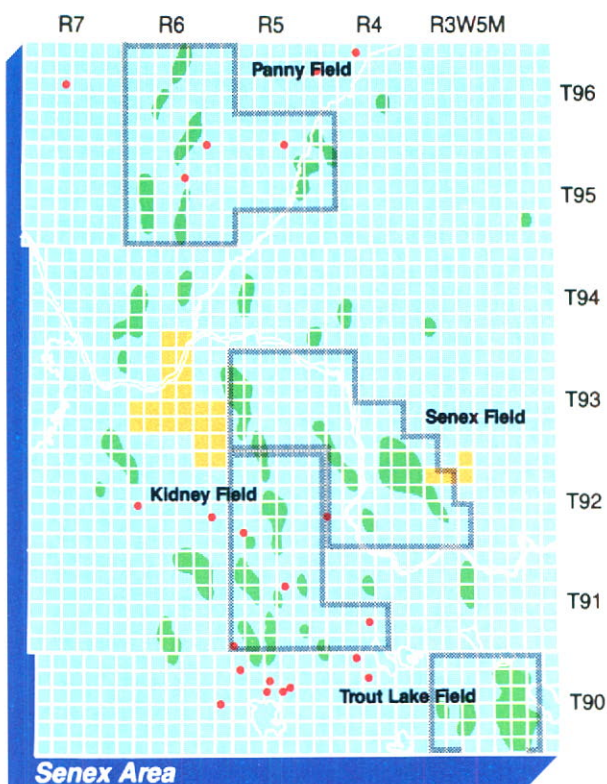 R7 R6 R5 R4 R3W5M
Panny Field
T96
T95
T94
T93
Senex Field
Kidney Field
T92
T91
Trout Lake Field
T90
Senex Area